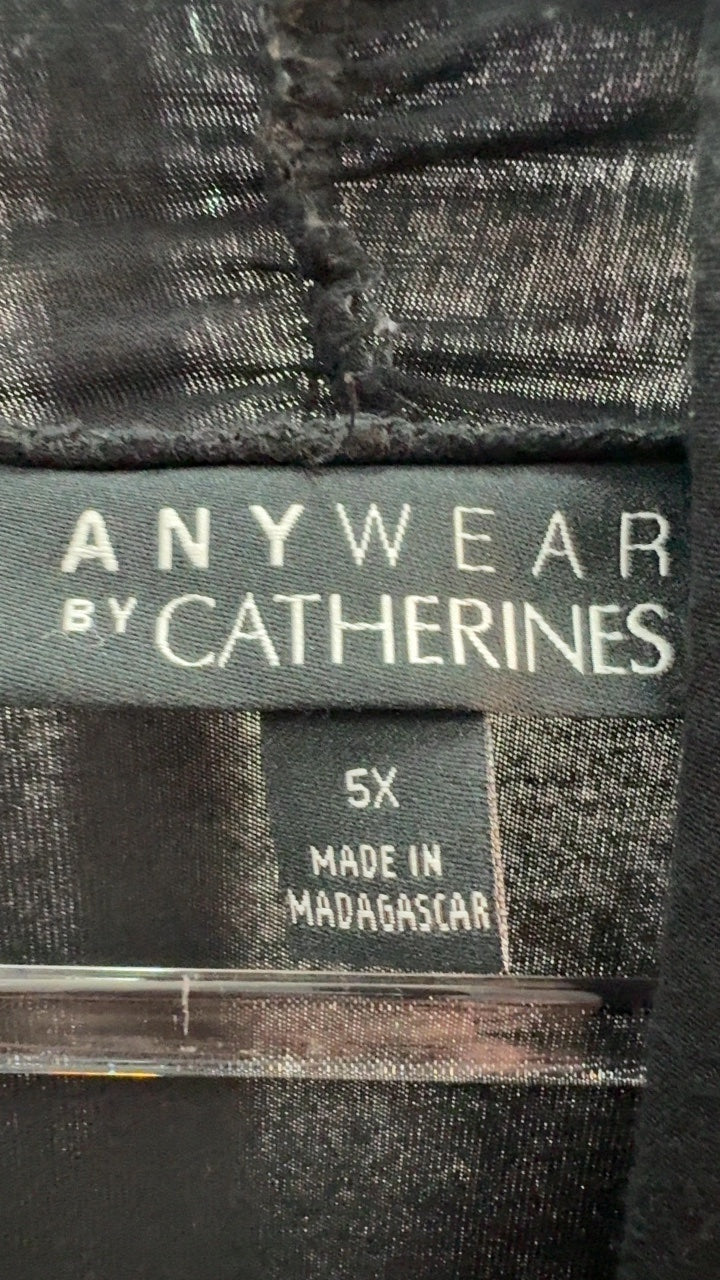 ANYWEAR
BY CATHERINES
5X
MADE IN
MADAGASCAR